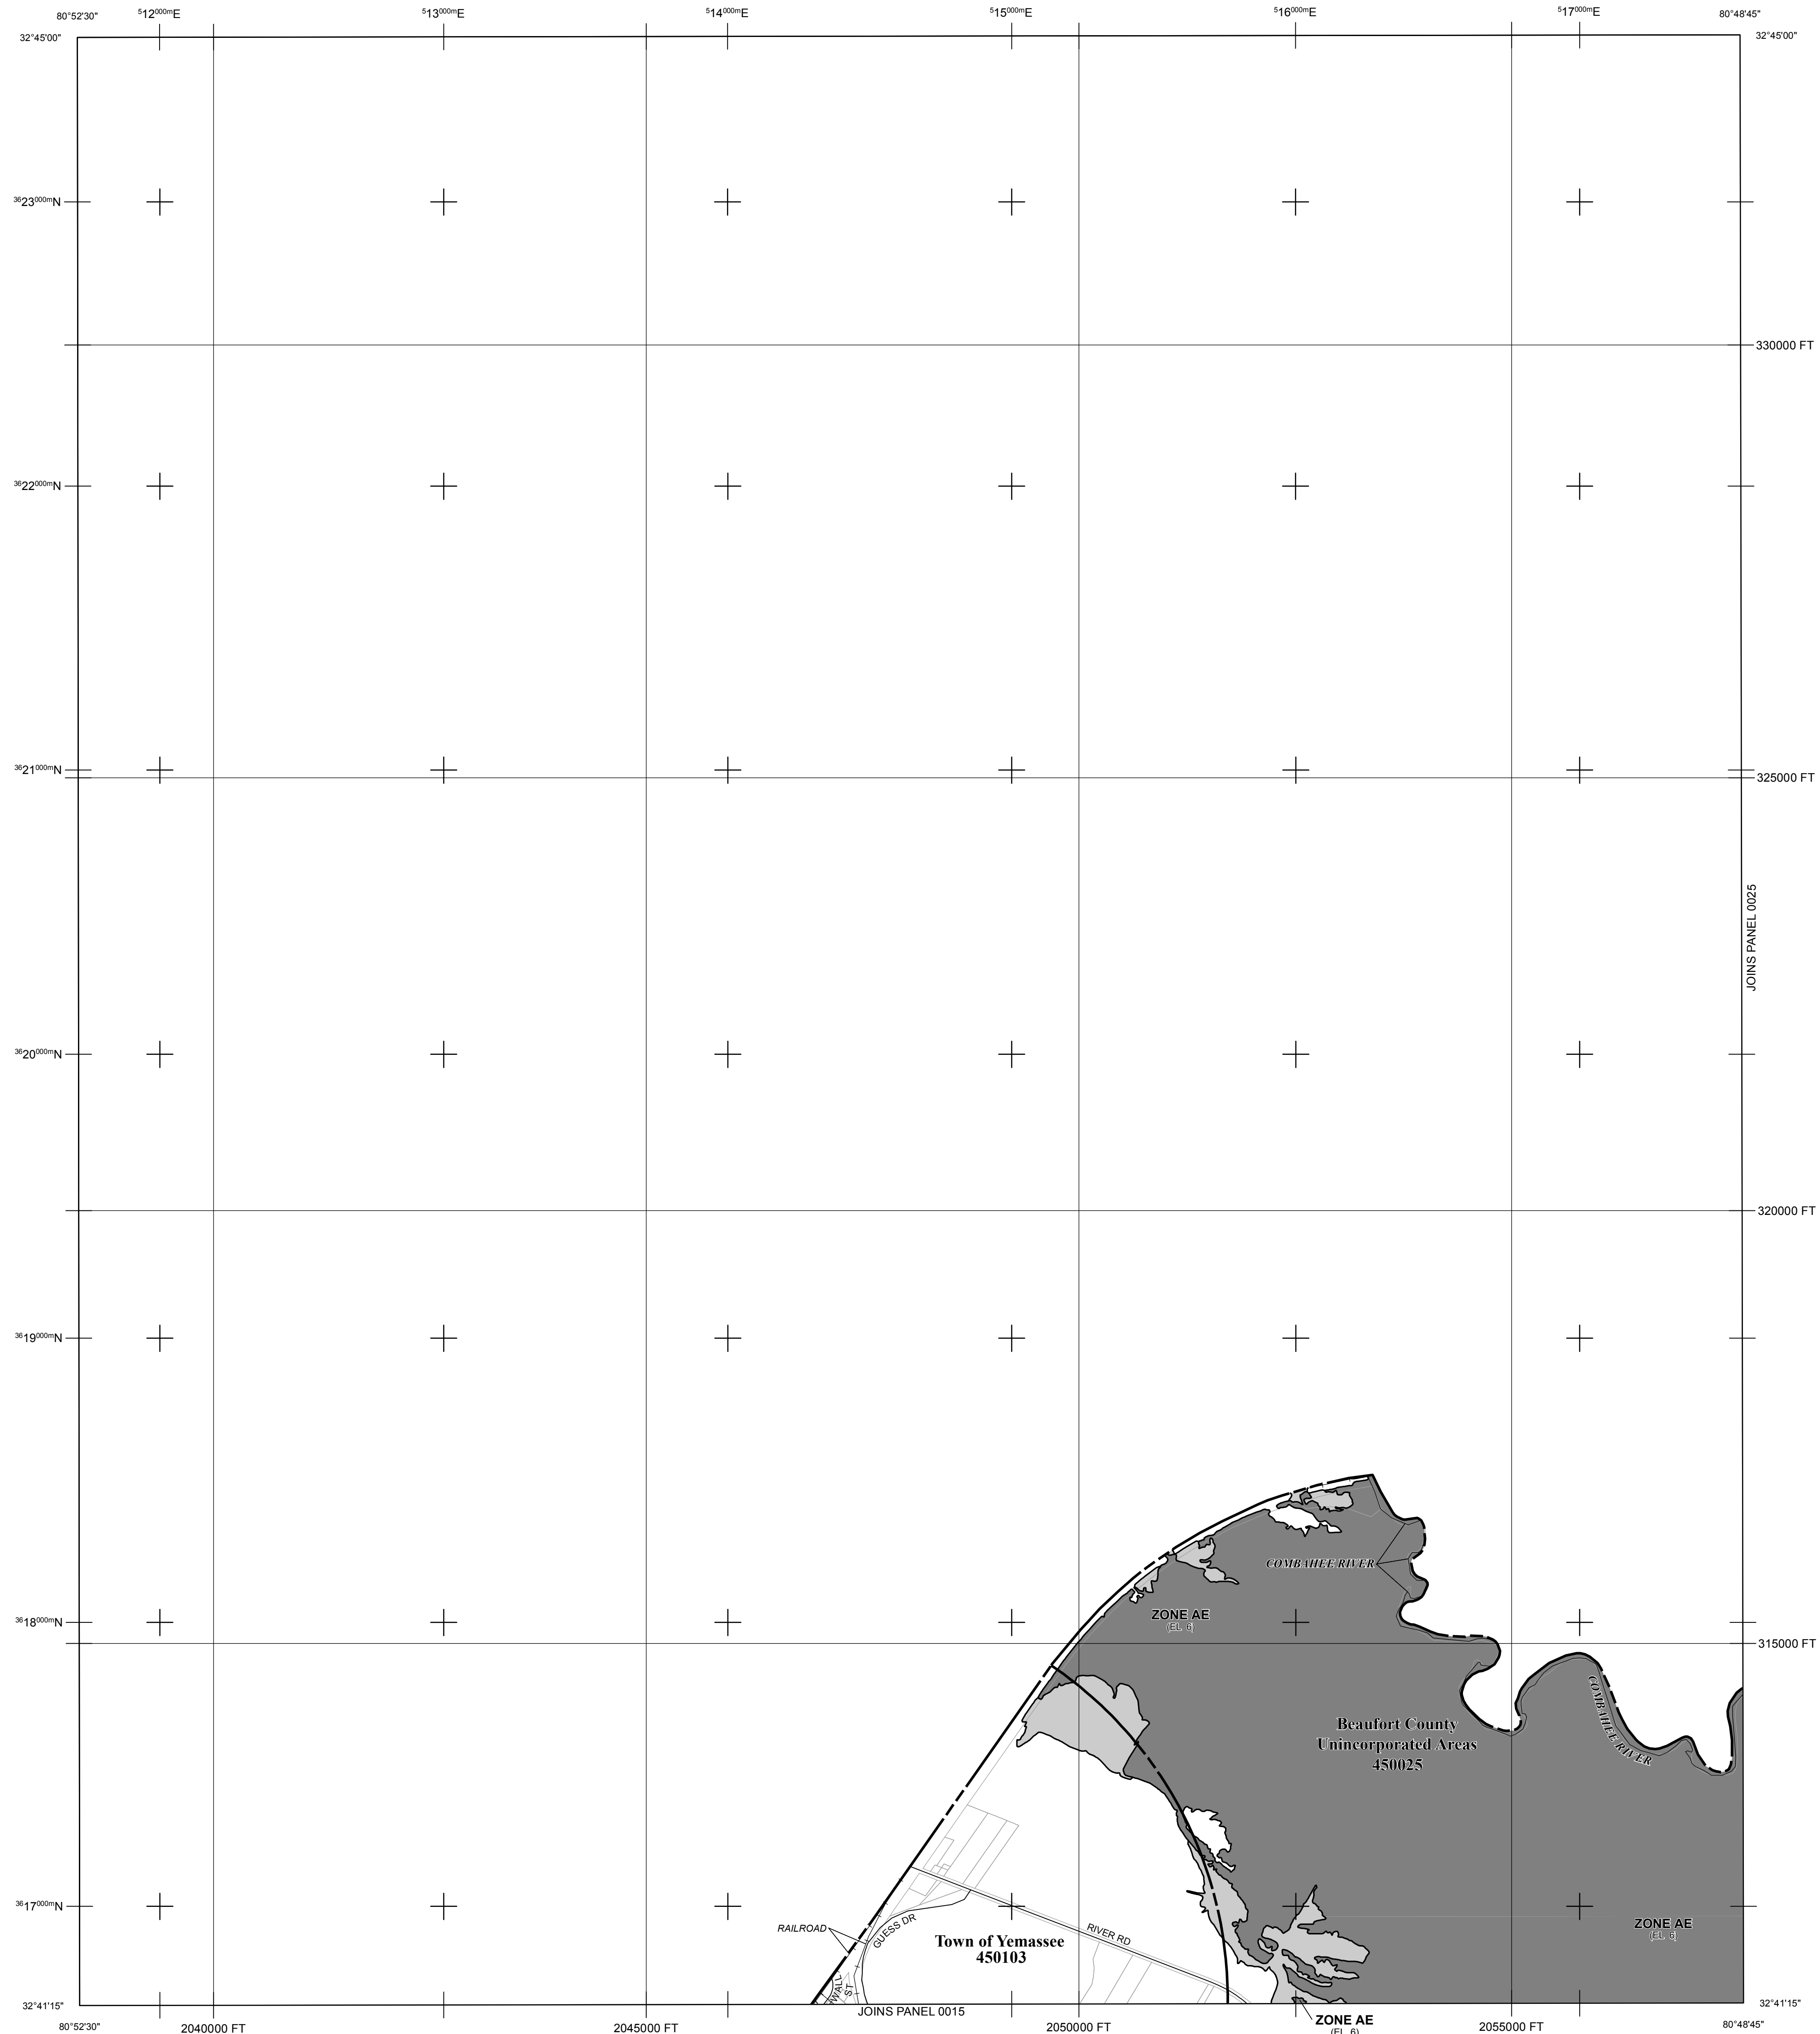 80°52'30"
512000mE
513000mE
514000mE
515000mE
516000mE
517000mE
80°48'45"
32°45'00"
32°45'00"
3623000mN
330000 FT
3622000mN
3621000mN
325000 FT
JOINS PANEL 0025
3620000mN
320000 FT
3619000mN
COMBAHEE RIVER
ZONE AE
(EL 6)
3618000mN
315000 FT
COMBAHEE RIVER
Beaufort County
Unincorporated Areas
450025
3617000mN
RAILROAD
GUESS DR
RIVER RD
Town of Yemassee
450103
ZONE AE
(EL 6)
WALL
ST
32°41'15"
32°41'15"
JOINS PANEL 0015
ZONE AE
(EL 6)
80°52'30"
2040000 FT
2045000 FT
2050000 FT
2055000 FT
80°48'45"